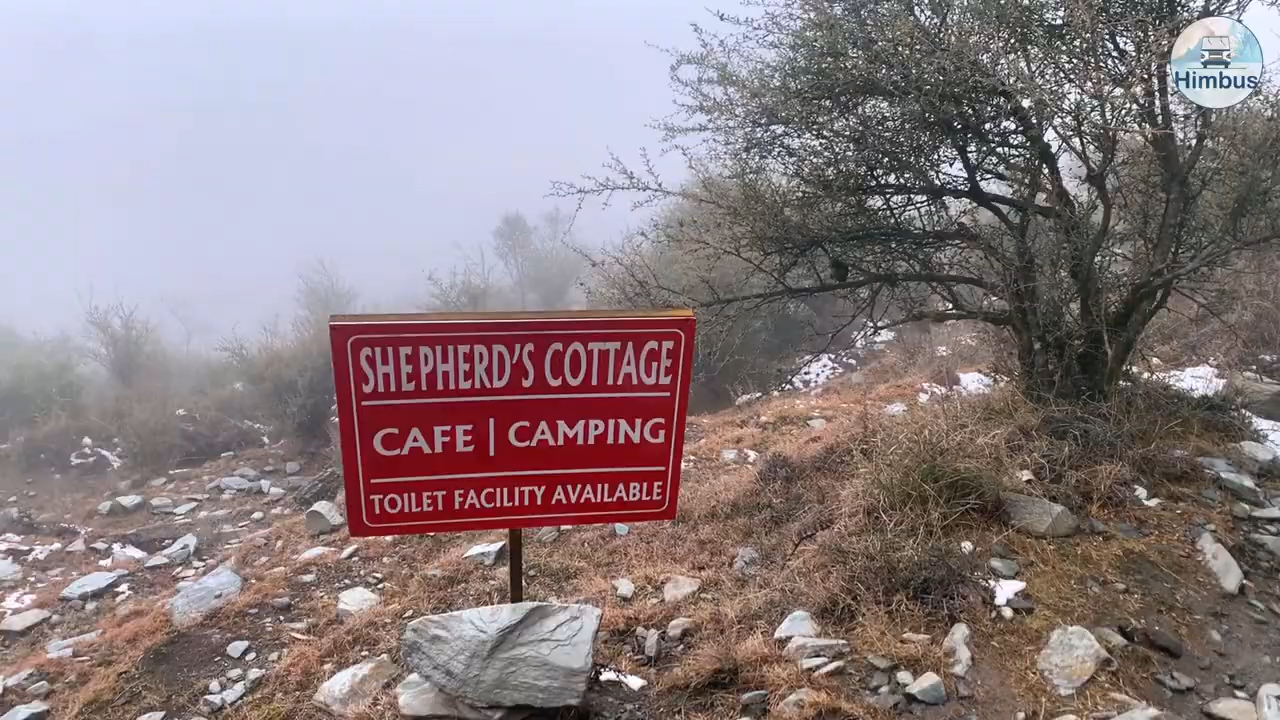 Himbus
SHEPHERD'S COTTAGE
CAFE | CAMPING
TOILET FACILITY AVAILABLE